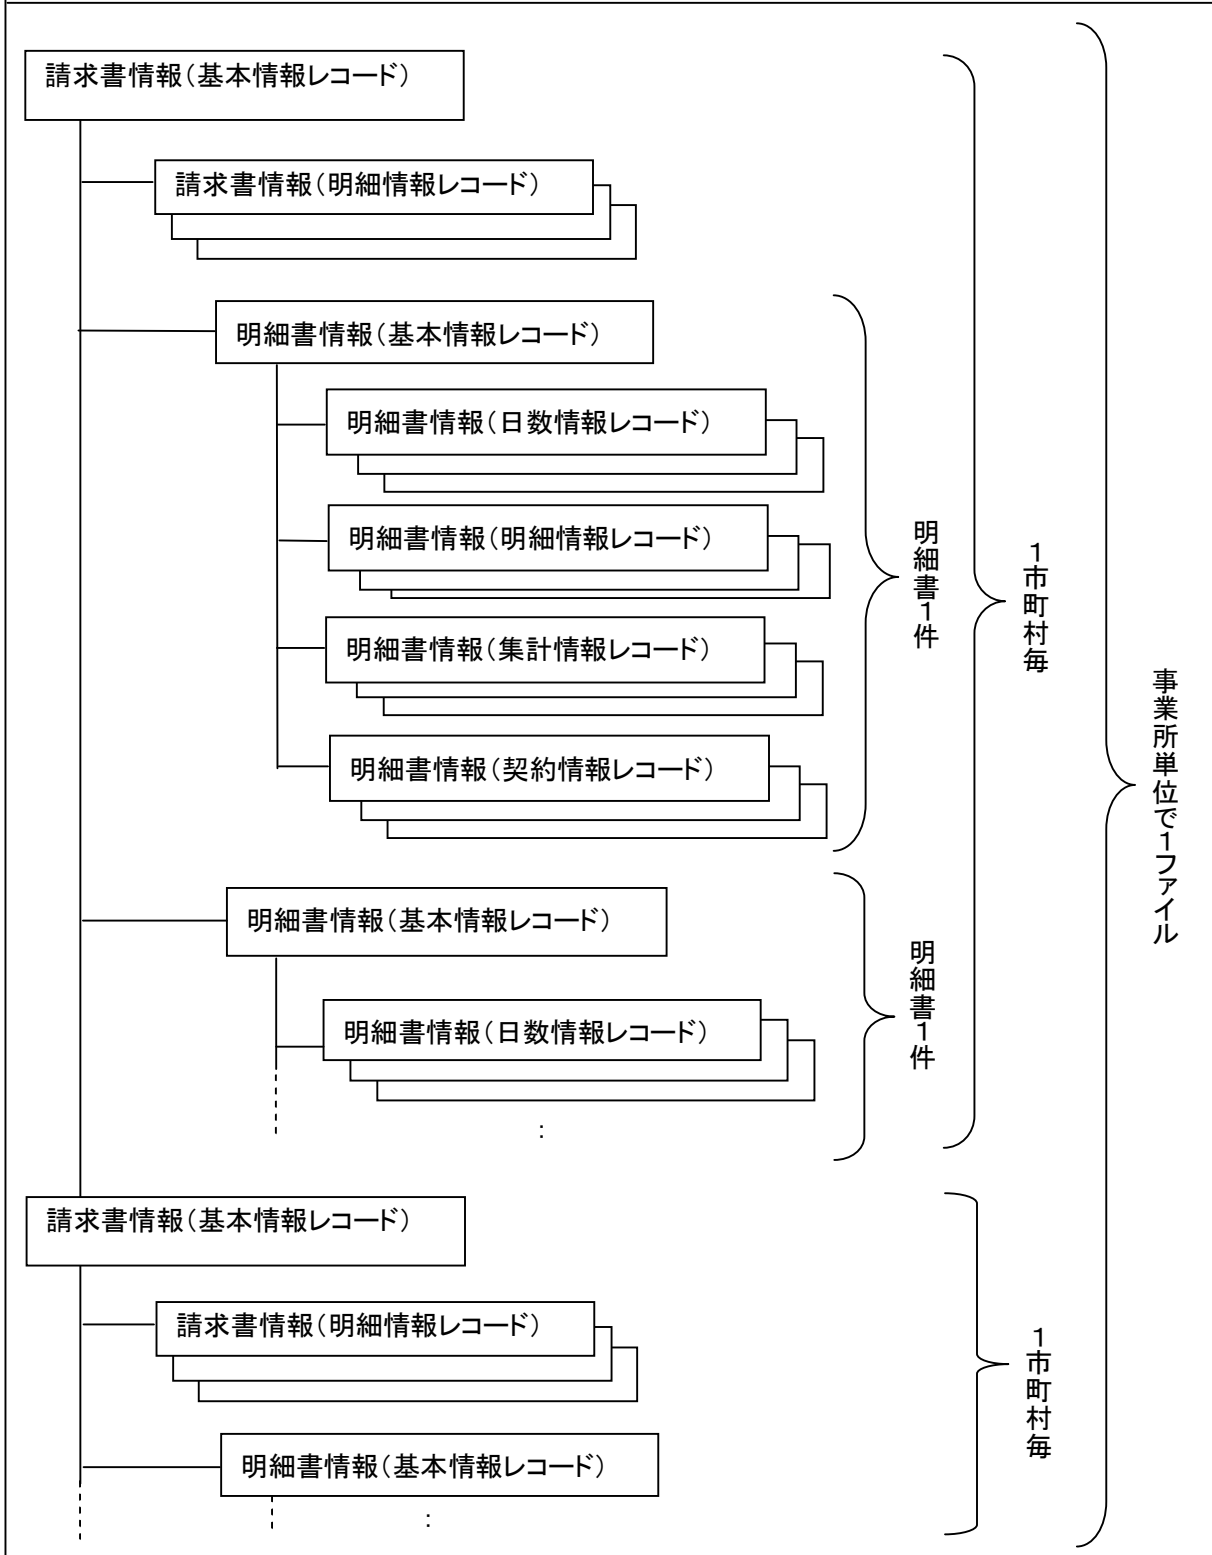 請求書情報(基本情報レコード)
請求書情報(明細情報レコード)
明細書情報(基本情報レコード)
明細書情報(日数情報レコード)
明細書情報(明細情報レコード)
明細書情報(集計情報レコード)
明細書情報(契約情報レコード)
明細書1件
明細書情報(基本情報レコード)
明細書情報(日数情報レコード)
:
明細書1件
1市町村毎
請求書情報(基本情報レコード)
請求書情報(明細情報レコード)
明細書情報(基本情報レコード)
:
1市町村毎
事業所単位で1ファイル